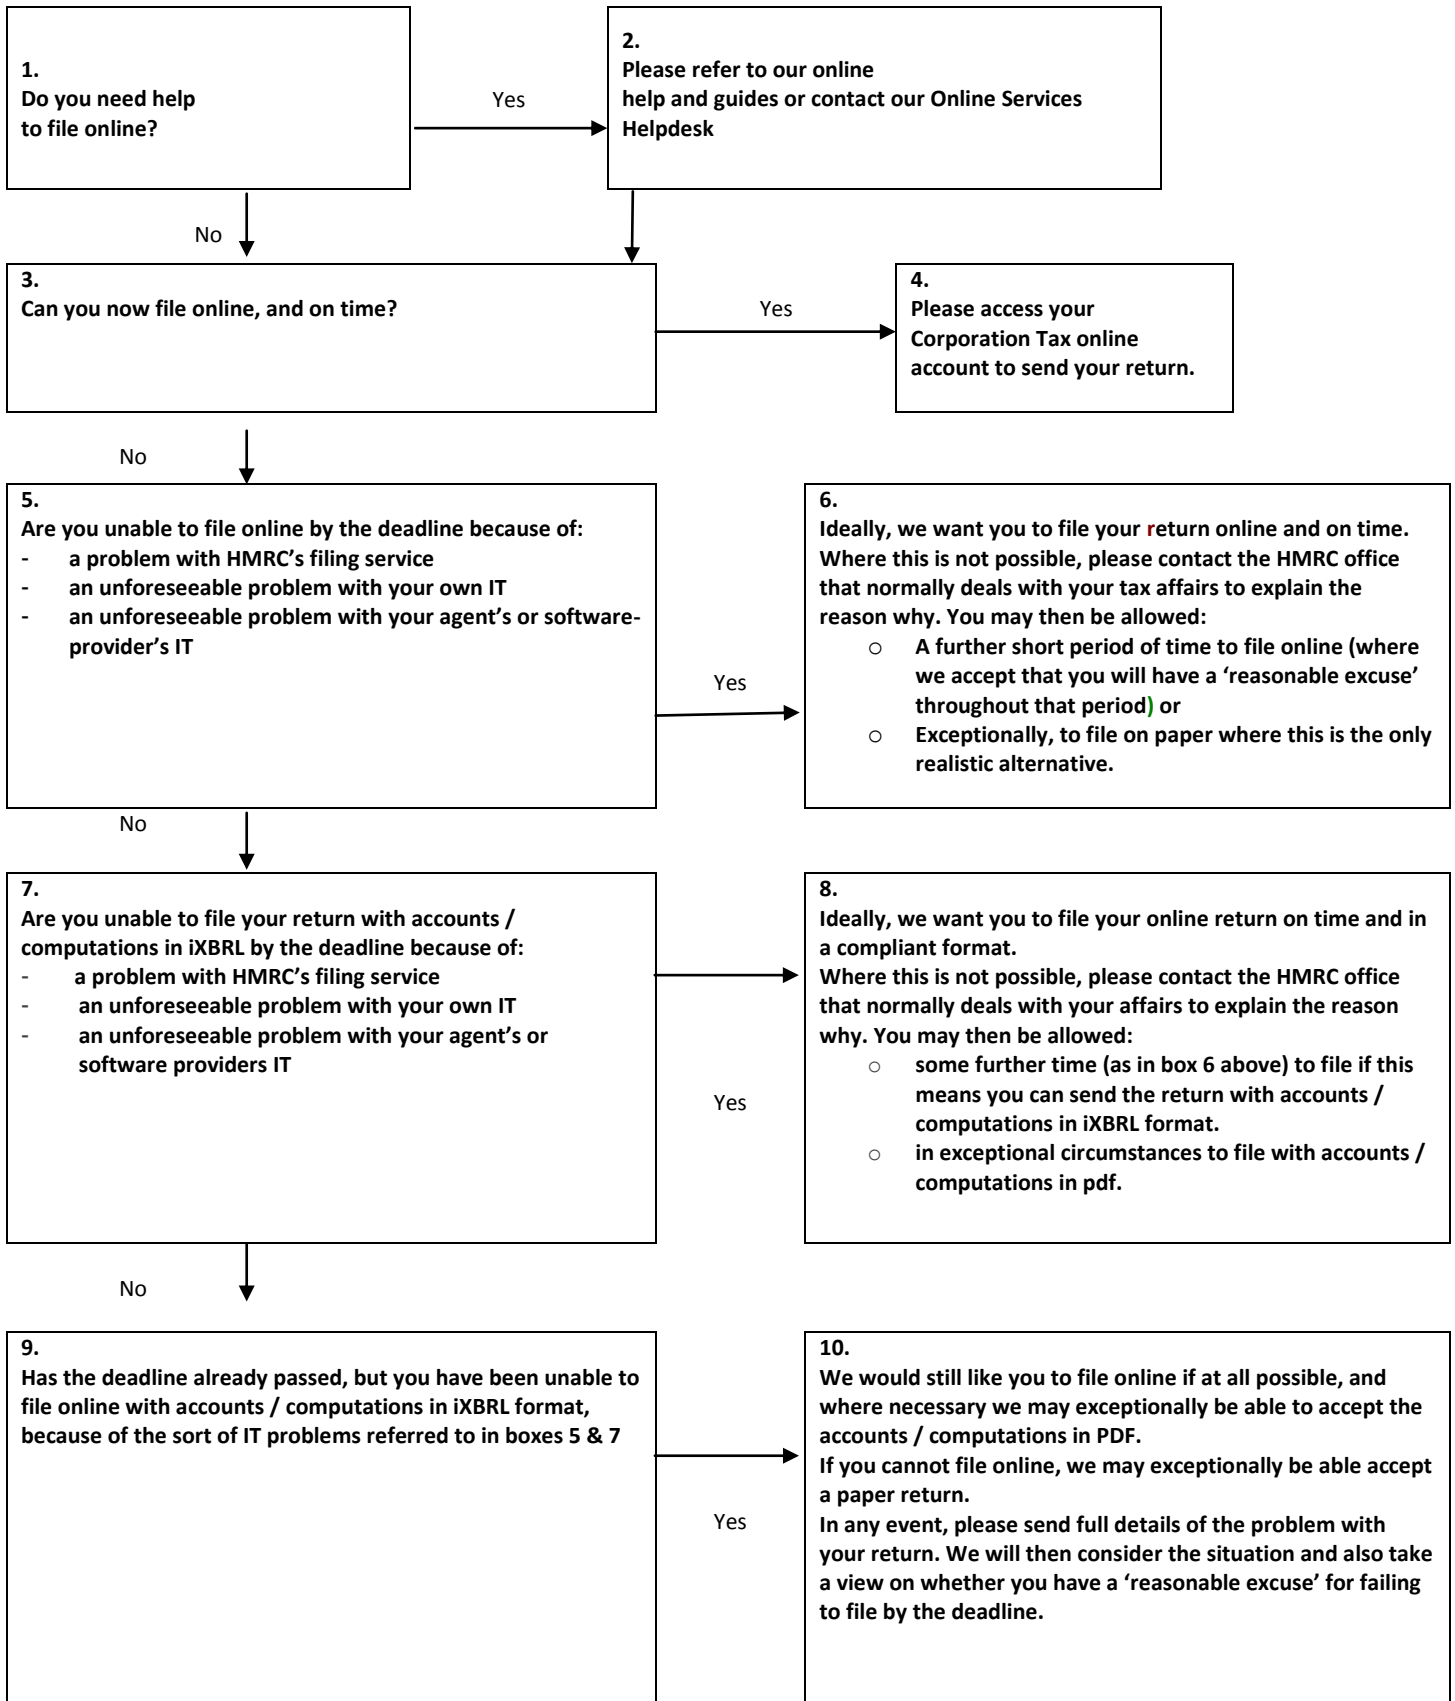 1.
Do you need help
to file online?
Yes
2.
Please refer to our online
help and guides or contact our Online Services
Helpdesk
No
3.
Can you now file online, and on time?
Yes
4.
Please access your
Corporation Tax online
account to send your return.
No
5.
Are you unable to file online by the deadline because of:
- a problem with HMRC’s filing service
- an unforeseeable problem with your own IT
- an unforeseeable problem with your agent’s or software-
provider’s IT
Yes
6.
Ideally, we want you to file your return online and on time.
Where this is not possible, please contact the HMRC office
that normally deals with your tax affairs to explain the
reason why. You may then be allowed:
o A further short period of time to file online (where
we accept that you will have a ‘reasonable excuse’
throughout that period) or
o Exceptionally, to file on paper where this is the only
realistic alternative.
No
7.
Are you unable to file your return with accounts /
computations in iXBRL by the deadline because of:
- a problem with HMRC’s filing service
- an unforeseeable problem with your own IT
- an unforeseeable problem with your agent’s or
software providers IT
Yes
8.
Ideally, we want you to file your online return on time and in
a compliant format.
Where this is not possible, please contact the HMRC office
that normally deals with your affairs to explain the reason
why. You may then be allowed:
o some further time (as in box 6 above) to file if this
means you can send the return with accounts /
computations in iXBRL format.
o in exceptional circumstances to file with accounts /
computations in pdf.
No
9.
Has the deadline already passed, but you have been unable to
file online with accounts / computations in iXBRL format,
because of the sort of IT problems referred to in boxes 5 & 7
Yes
10.
We would still like you to file online if at all possible, and
where necessary we may exceptionally be able to accept the
accounts / computations in PDF.
If you cannot file online, we may exceptionally be able accept
a paper return.
In any event, please send full details of the problem with
your return. We will then consider the situation and also take
a view on whether you have a ‘reasonable excuse’ for failing
to file by the deadline.